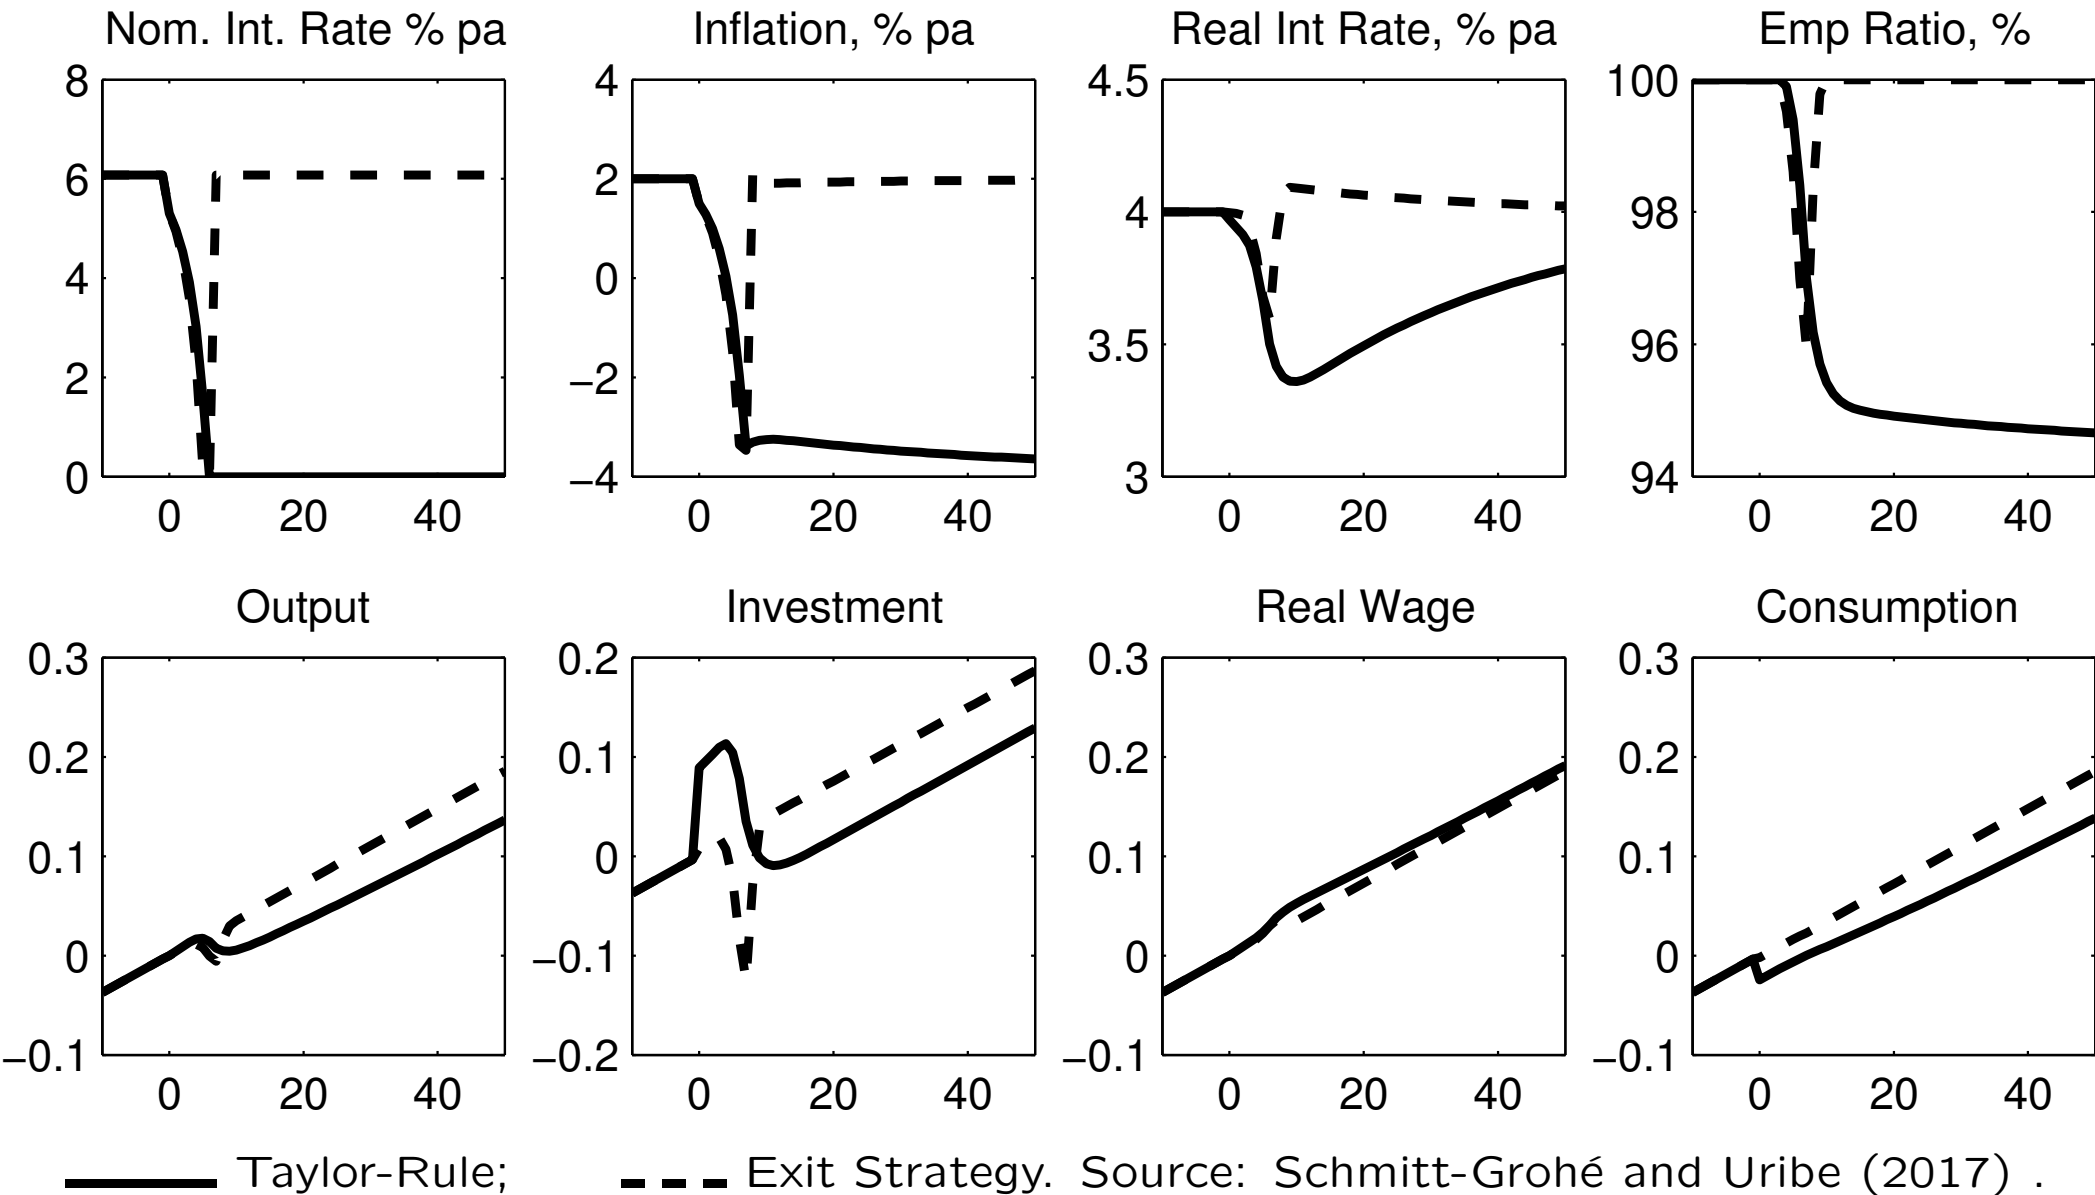 Nom. Int. Rate % pa
8
6
4
2
0
0 20 40
Inflation, % pa
4
2
0
−2
−4
0 20 40
Real Int Rate, % pa
4.5
4
3.5
3
0 20 40
Emp Ratio, %
100
98
96
94
0 20 40
Output
0.3
0.2
0.1
0
−0.1
0 20 40
Investment
0.2
0.1
0
−0.1
−0.2
0 20 40
Real Wage
0.3
0.2
0.1
0
−0.1
0 20 40
Consumption
0.3
0.2
0.1
0
−0.1
0 20 40
Taylor-Rule; Exit Strategy. Source: Schmitt-Grohé and Uribe (2017) .